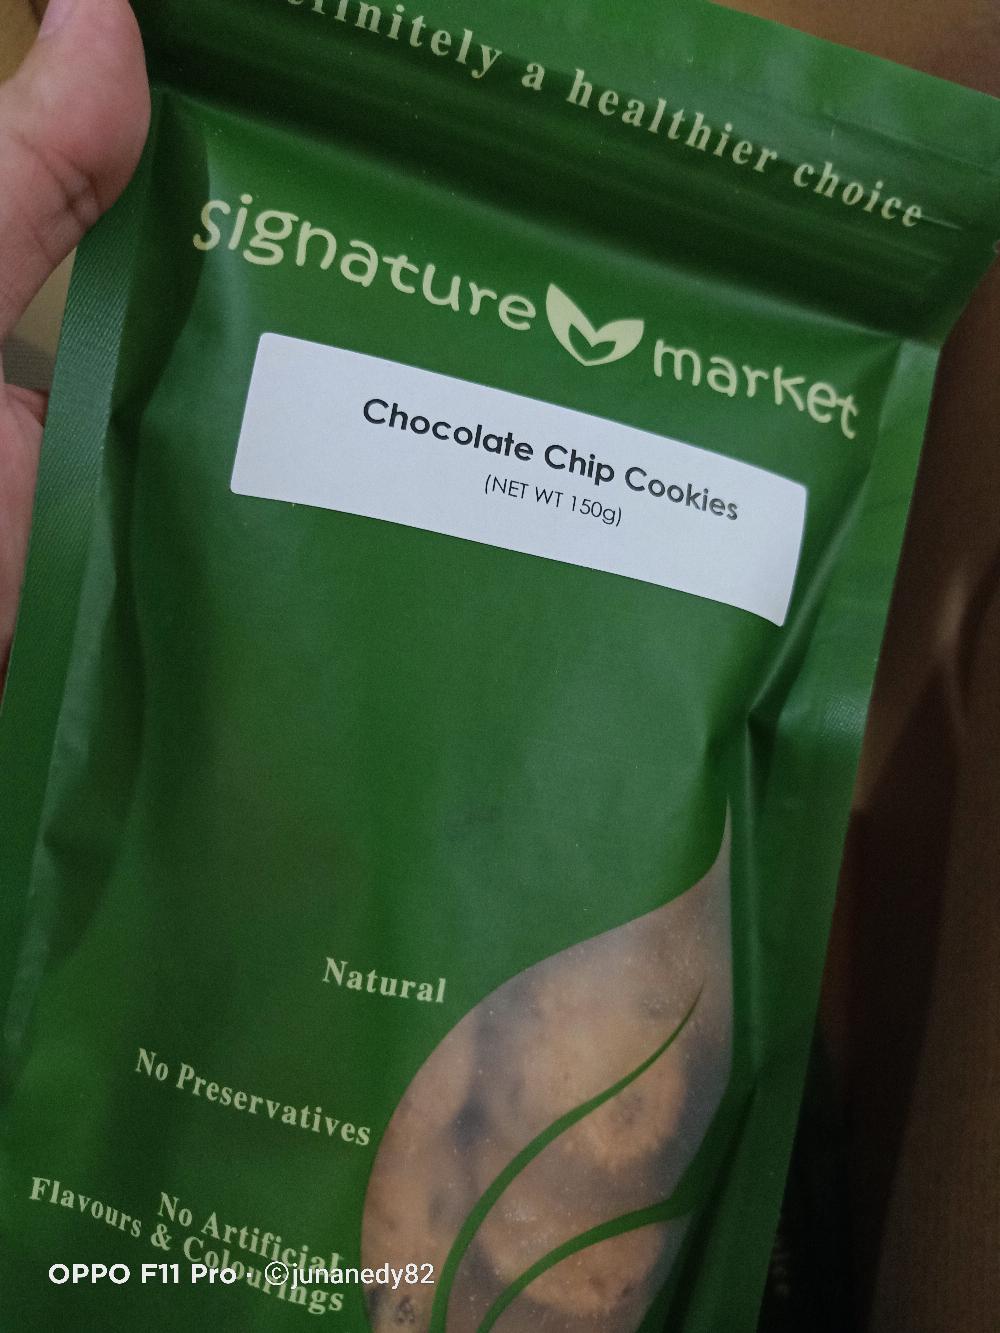 a healthier choice
signature market
Chocolate Chip Cookies
(NET WT 150g)
Natural
No Preservatives
No Artificial
Flavours & Colourings
OPPO F11 Pro · ©junanedy82